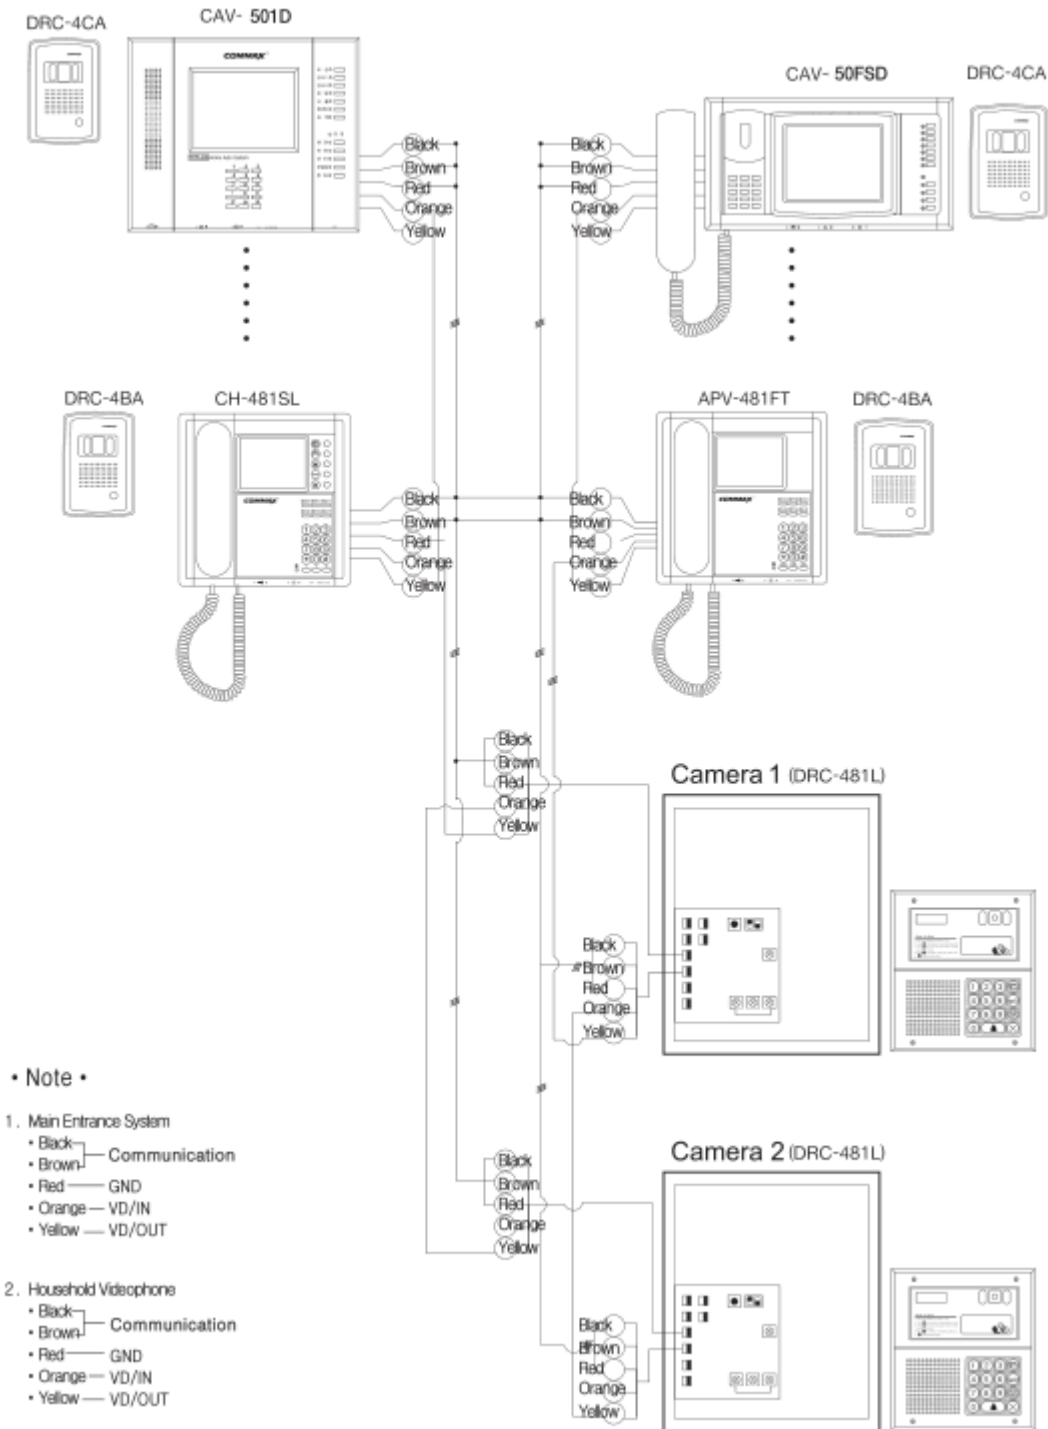 DRC-4CA
CAV- 501D
COMMAX
CAV- 50FSD
DRC-4CA
Black
Brown
Red
Orange
Yellow
Black
Brown
Red
Orange
Yellow
DRC-4BA
CH-481SL
APV-481FT
DRC-4BA
COMMAX
COMMAX
Black
Brown
Red
Orange
Yellow
Black
Brown
Red
Orange
Yellow
Black
Brown
Red
Orange
Yellow
Camera 1 (DRC-481L)
Black
Brown
Red
Orange
Yellow
• Note •
1. Main Entrance System
• Black
• Brown
Communication
• Red — GND
• Orange — VD/IN
• Yellow — VD/OUT
Black
Brown
Red
Orange
Yellow
Camera 2 (DRC-481L)
2. Household Videophone
• Black
• Brown
Communication
• Red — GND
• Orange — VD/IN
• Yellow — VD/OUT
Black
Brown
Red
Orange
Yellow